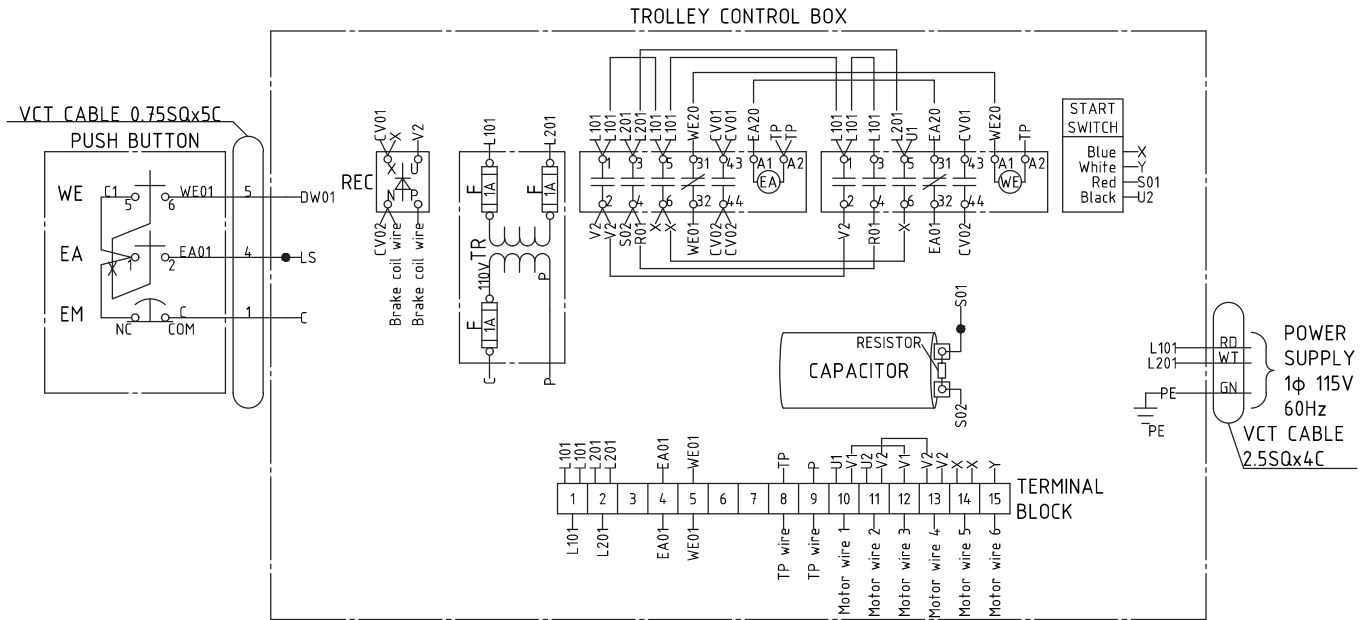 TROLLEY CONTROL BOX
VCT CABLE 0.75SQx5C
PUSH BUTTON
WE
C1
5
6
WE01
5
DW01
EA
1
2
EA01
4
LS
EM
NC
C
COM
1
C
REC
CV01
X
V2
X
U
N
P
CV02
Brake coil wire
Brake coil wire
L101
L201
F
1A
F
1A
TR
110V
P
F
1A
C
P
L101
L101
L201
L201
L101
L101
WE20
CV01
CV01
EA20
TP
TP
1
3
5
31
43
A1
A2
EA
2
4
6
32
44
V2
V2
S02
R01
X
X
WE01
CV02
CV02
L101
L101
L101
L201
U1
EA20
CV01
WE20
TP
1
3
5
31
43
A1
A2
WE
2
4
6
32
44
V2
R01
X
EA01
CV02
START
SWITCH
Blue X
White Y
Red S01
Black U2
S01
RESISTOR
CAPACITOR
S02
L101 RD
L201 WT
PE GN
PE
POWER
SUPPLY
1φ 115V
60Hz
VCT CABLE
2.5SQx4C
L101
L101
L201
L201
EA01
WE01
TP
P
U1
V1
U2
V2
V1
V2
V2
X
X
Y
1 2 3 4 5 6 7 8 9 10 11 12 13 14 15
TERMINAL
BLOCK
L101
L201
EA01
WE01
TP wire
TP wire
Motor wire 1
Motor wire 2
Motor wire 3
Motor wire 4
Motor wire 5
Motor wire 6